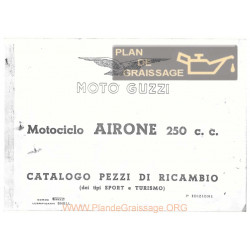 PLAN
DE
GRAISSAGE
MOTO GUZZI
Motociclo AIRONE 250 c. c.
CATALOGO PEZZI DI RICAMBIO
(dei tipi SPORT e TURISMO)
www.PlanDeGraissage.ORG